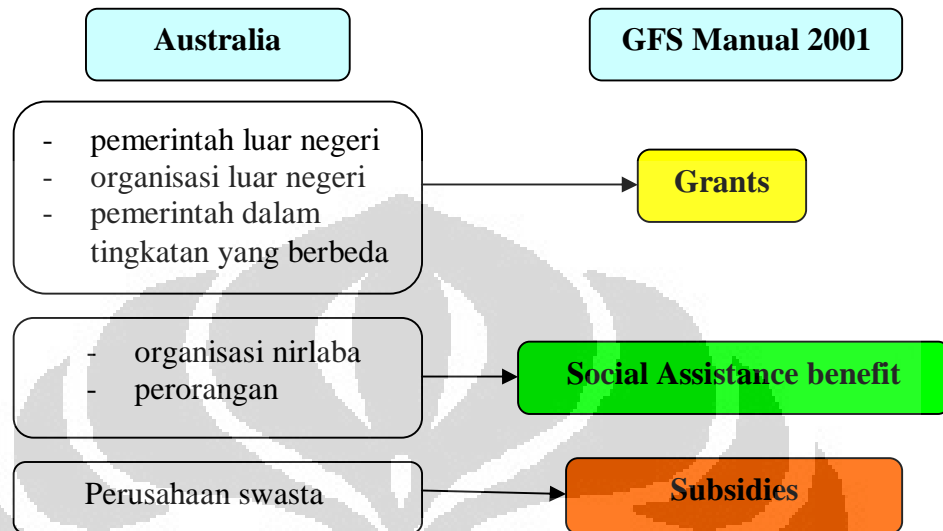 Australia
GFS Manual 2001
- pemerintah luar negeri
- organisasi luar negeri
- pemerintah dalam
tingkatan yang berbeda
Grants
- organisasi nirlaba
- perorangan
Social Assistance benefit
Perusahaan swasta
Subsidies